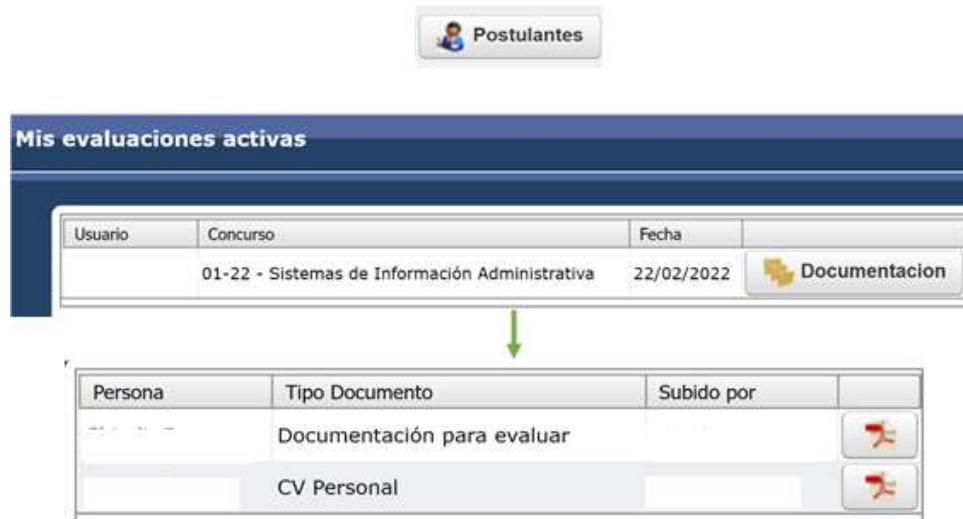 Postulantes
Mis evaluaciones activas
Usuario Concurso Fecha
01-22 - Sistemas de Información Administrativa 22/02/2022 Documentacion
Persona Tipo Documento Subido por
Documentación para evaluar
CV Personal